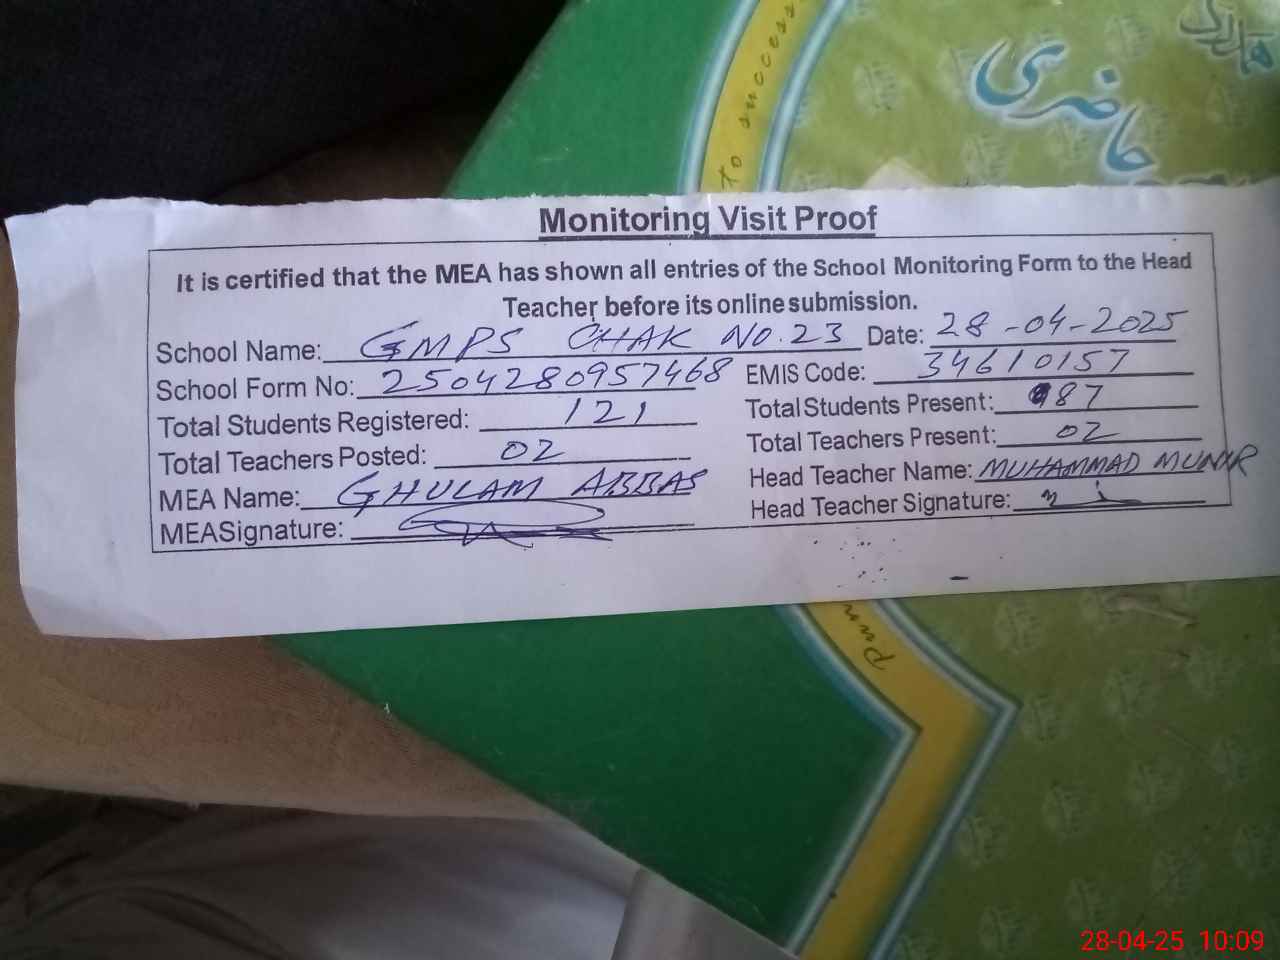 to success
حاضری
Monitoring Visit Proof
It is certified that the MEA has shown all entries of the School Monitoring Form to the Head
Teacher before its online submission.
School Name: GMPS CHAK NO.23 Date: 28-04-2025
School Form No: 2504280957468 EMIS Code: 34610157
Total Students Registered: 121 Total Students Present: 87
Total Teachers Posted: 02 Total Teachers Present: 02
MEA Name: GHULAM ABBAS Head Teacher Name: MUHAMMAD MUNIR
MEASignature: Head Teacher Signature:
28-04-25 10:09